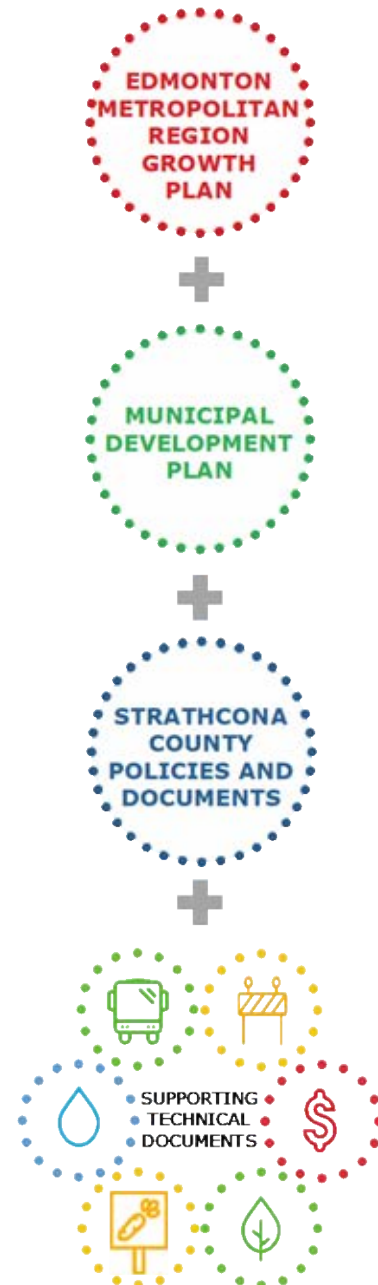 EDMONTON
METROPOLITAN
REGION
GROWTH
PLAN
MUNICIPAL
DEVELOPMENT
PLAN
STRATHCONA
COUNTY
POLICIES AND
DOCUMENTS
SUPPORTING
TECHNICAL
DOCUMENTS